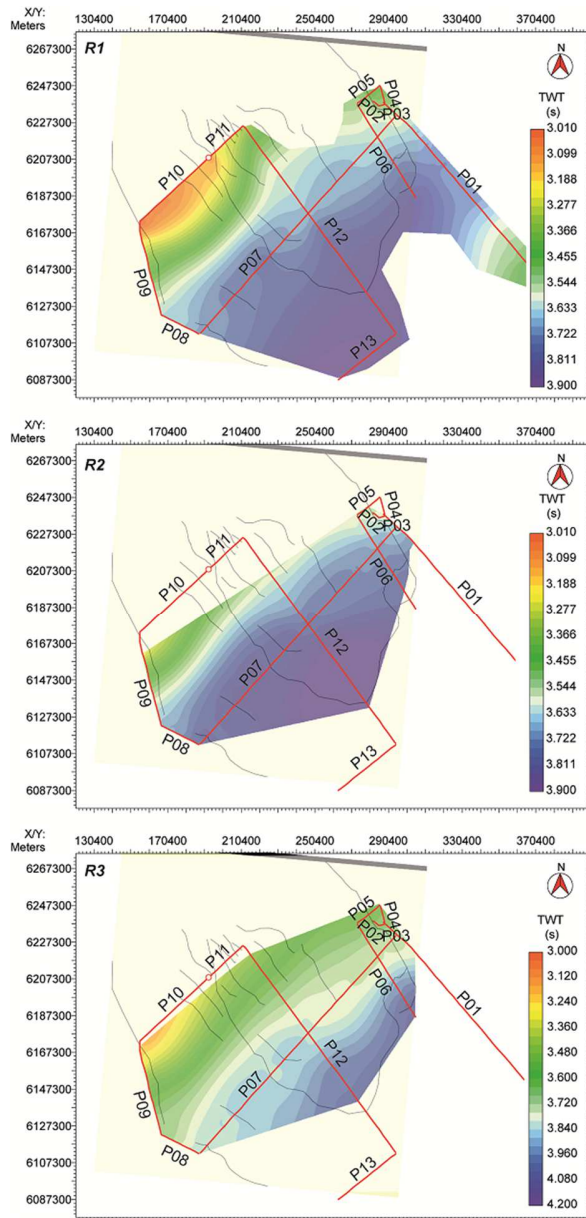 X/Y: 130400 170400 210400 250400 290400 330400 370400
Meters
R1
N
TWT
(s)
6267300
6247300
6227300
6207300
6187300
6167300
6147300
6127300
6107300
6087300
P05
P04
P02
P03
P11
P10
P06
P01
P12
P07
P09
P08
P13
3.010
3.099
3.188
3.277
3.366
3.455
3.544
3.633
3.722
3.811
3.900
X/Y: 130400 170400 210400 250400 290400 330400 370400
Meters
R2
N
TWT
(s)
6267300
6247300
6227300
6207300
6187300
6167300
6147300
6127300
6107300
6087300
P05
P04
P02
P03
P11
P10
P06
P01
P12
P07
P09
P08
P13
3.010
3.099
3.188
3.277
3.366
3.455
3.544
3.633
3.722
3.811
3.900
X/Y: 130400 170400 210400 250400 290400 330400 370400
Meters
R3
N
TWT
(s)
6267300
6247300
6227300
6207300
6187300
6167300
6147300
6127300
6107300
6087300
P05
P04
P02
P03
P11
P10
P06
P01
P12
P07
P09
P08
P13
3.000
3.120
3.240
3.360
3.480
3.600
3.720
3.840
3.960
4.080
4.200